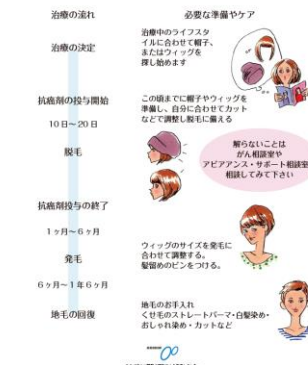 治療の流れ
必要な準備やケア
治療の決定
治療中のライフスタ
イルに合わせて帽子、
またはウィッグを
探し始めます
抗癌剤の投与開始
この頃までに帽子やウィッグを
準備し、自分に合わせてカット
などで調整し脱毛に備える
10日~20日
脱毛
解らないことは
がん相談室や
アピアランス・サポート相談室
相談してみて下さい
抗癌剤投与の終了
1ヶ月~6ヶ月
発毛
ウィッグのサイズを発毛に
合わせて調整する。
髪留めのピンをつける。
6ヶ月~1年6ヶ月
地毛の回復
地毛のお手入れ
くせ毛のストレートパーマ・白髪染め・
おしゃれ染め・カットなど